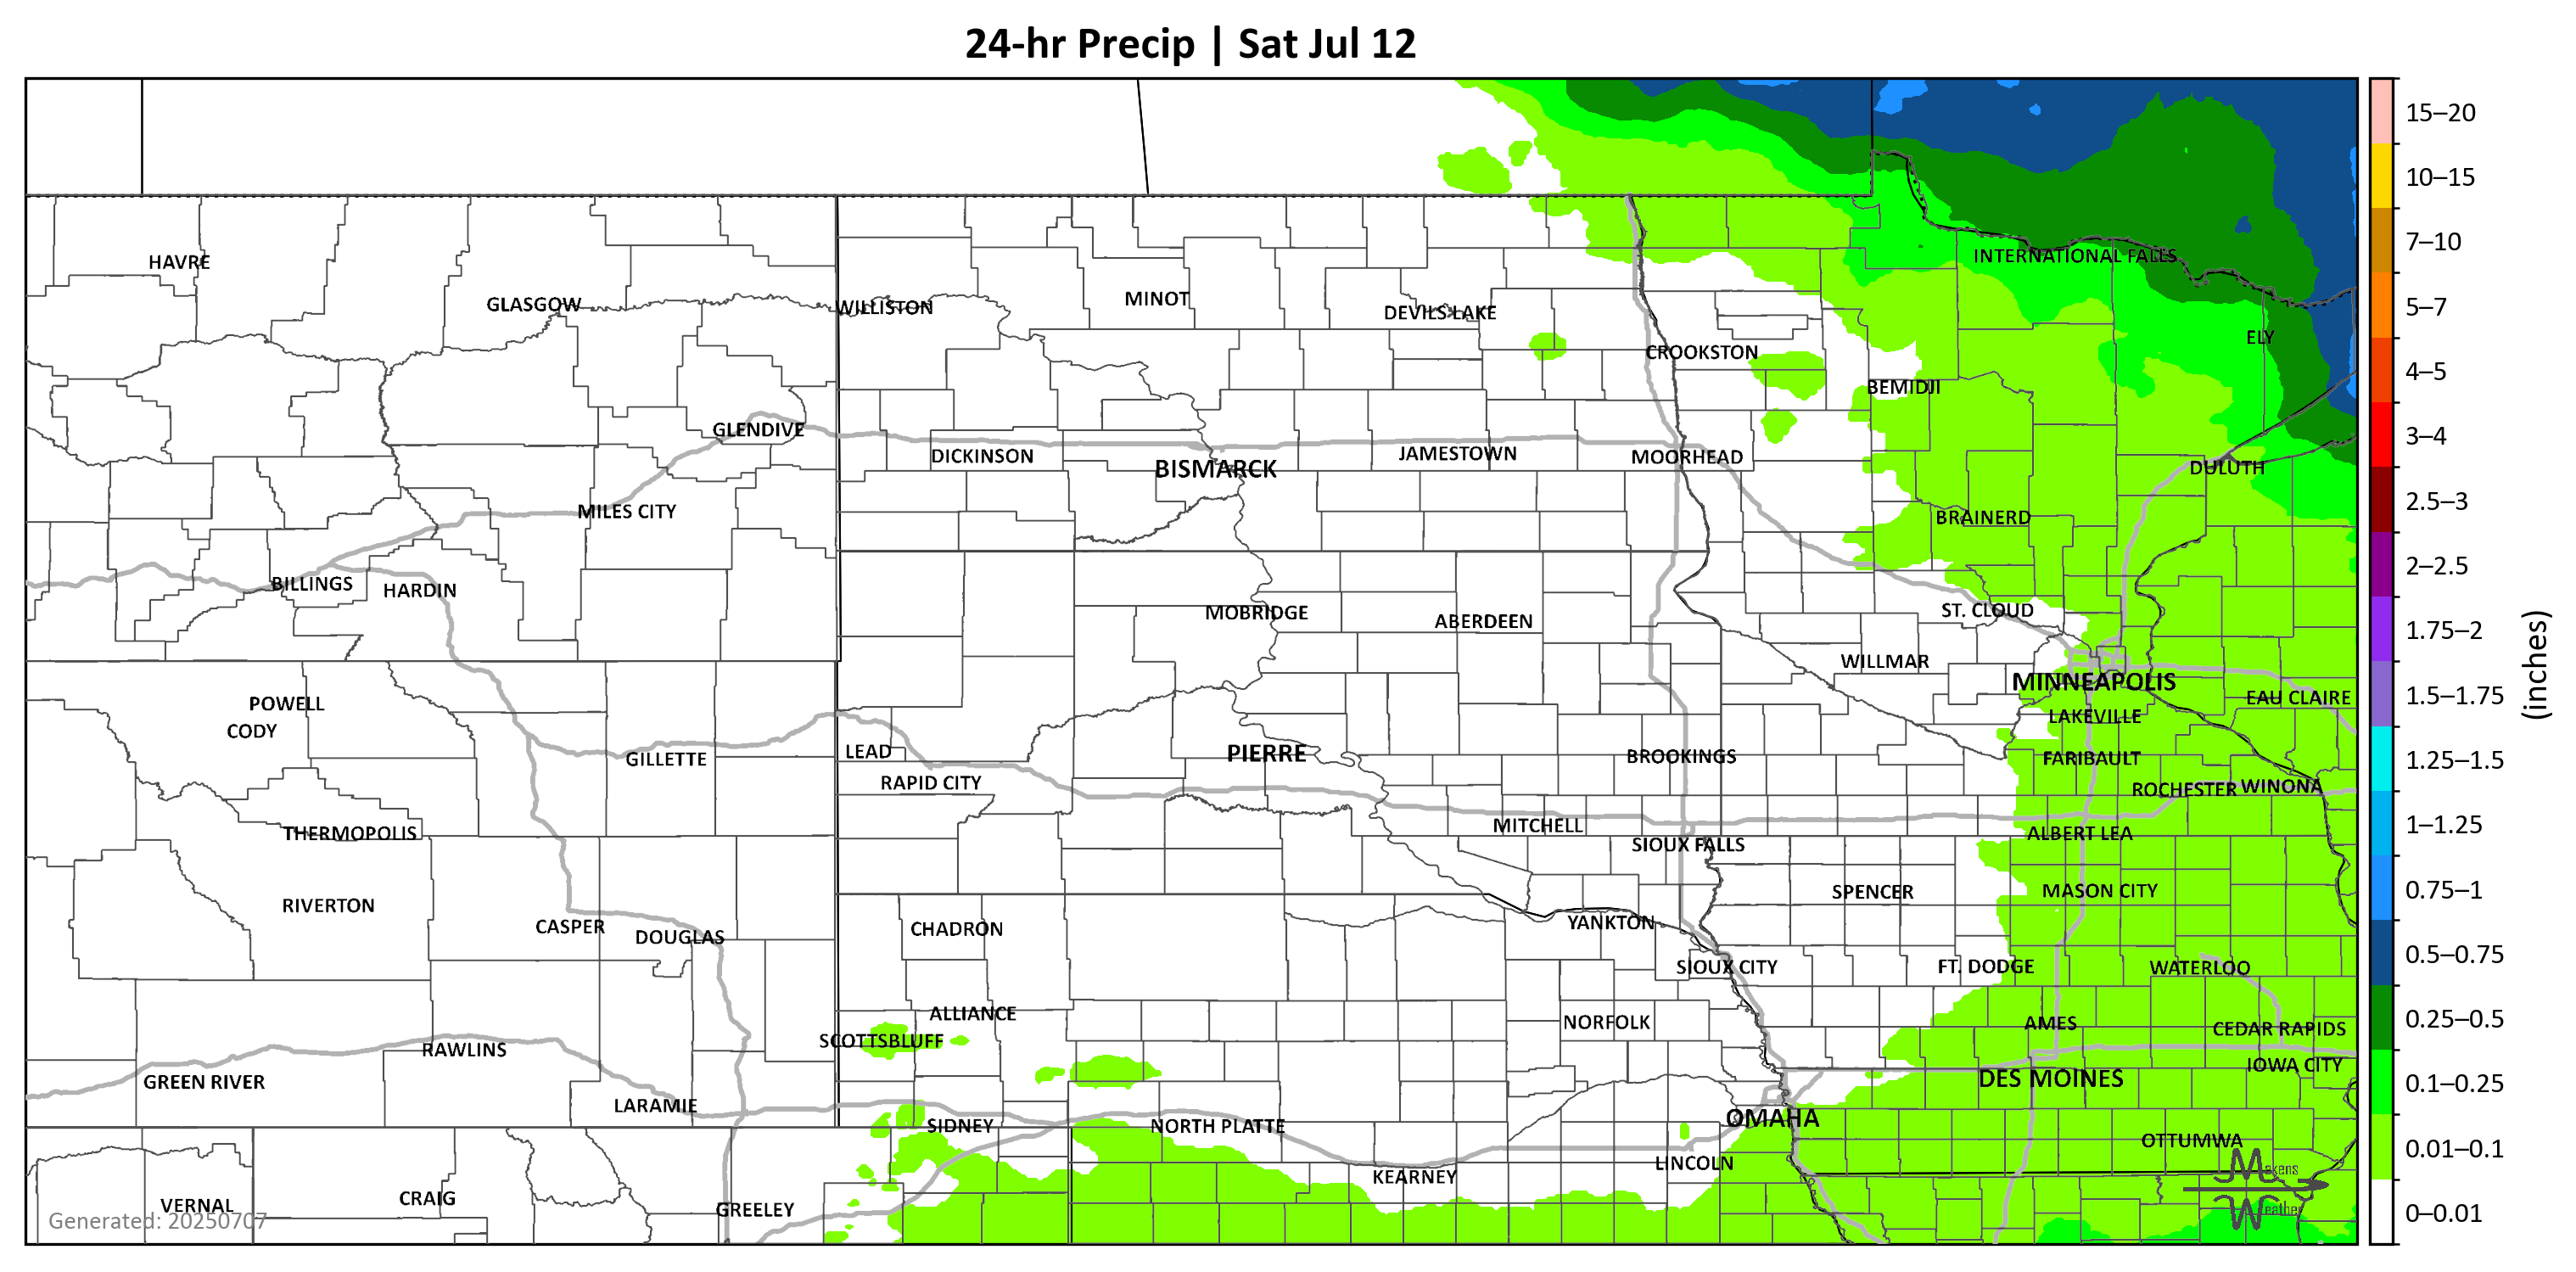 24-hr Precip | Sat Jul 12
15–20
10–15
7–10
5–7
4–5
3–4
2.5–3
2–2.5
1.75–2
1.5–1.75
1.25–1.5
1–1.25
0.75–1
0.5–0.75
0.25–0.5
0.1–0.25
0.01–0.1
0–0.01
(inches)
INTERNATIONAL FALLS
HAVRE
MINOT
GLASGOW
WILLISTON
DEVILS LAKE
ELY
CROOKSTON
BEMIDJI
GLENDIVE
DICKINSON
BISMARCK
JAMESTOWN
MOORHEAD
DULUTH
MILES CITY
BRAINERD
BILLINGS
HARDIN
MOBRIDGE
ABERDEEN
ST. CLOUD
WILLMAR
MINNEAPOLIS
EAU CLAIRE
POWELL
LAKEVILLE
CODY
GILLETTE
LEAD
PIERRE
BROOKINGS
FARIBAULT
RAPID CITY
ROCHESTER
WINONA
THERMOPOLIS
MITCHELL
ALBERT LEA
SIOUX FALLS
SPENCER
MASON CITY
RIVERTON
CASPER
DOUGLAS
CHADRON
YANKTON
SIOUX CITY
FT. DODGE
WATERLOO
ALLIANCE
NORFOLK
AMES
CEDAR RAPIDS
SCOTTSBLUFF
RAWLINS
IOWA CITY
GREEN RIVER
DES MOINES
LARAMIE
SIDNEY
NORTH PLATTE
OMAHA
OTTUMWA
LINCOLN
KEARNEY
VERNAL
CRAIG
GREELEY
Makens
Weather
Generated: 20250707